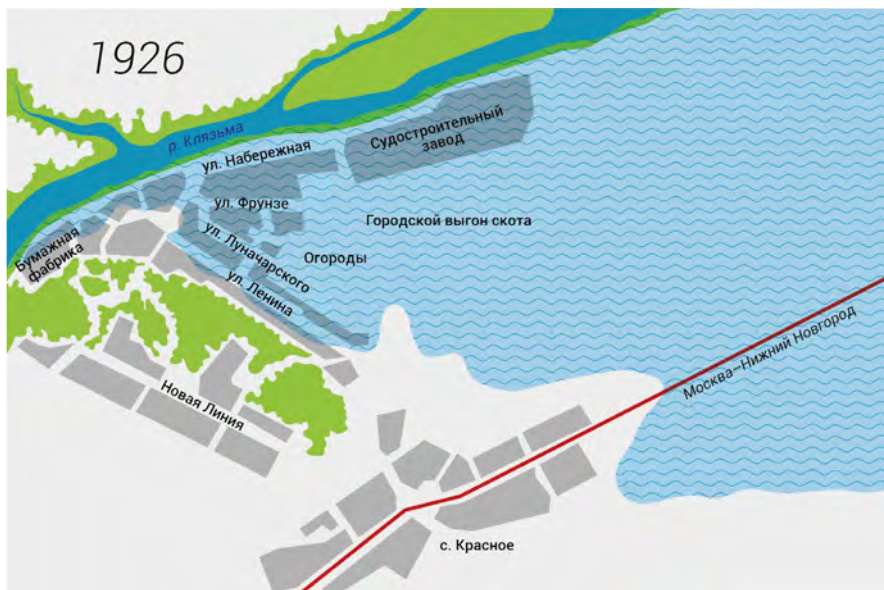 1926
р. Клязьма
Судостроительный
завод
ул. Набережная
ул. Фрунзе
Городской выгон скота
ул. Луначарского
Огороды
Бумажная
фабрика
ул. Ленина
Москва–Нижний Новгород
Новая Линия
с. Красное